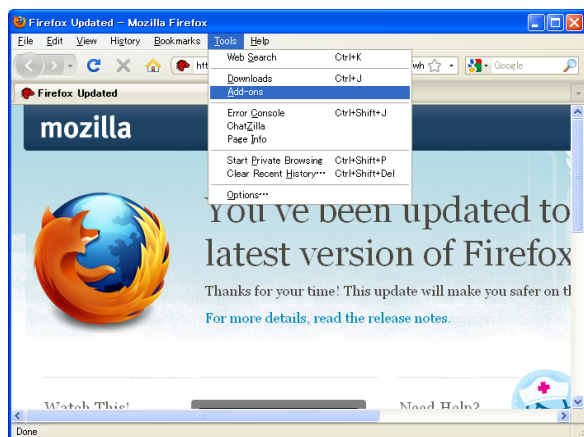 Firefox Updated - Mozilla Firefox
File Edit View History Bookmarks Tools Help
Web Search Ctrl+K
Downloads Ctrl+J
Add-ons
Error Console Ctrl+Shift+J
ChatZilla
Page Info
Start Private Browsing Ctrl+Shift+P
Clear Recent History... Ctrl+Shift+Del
Options...
htt
wh
Google
Firefox Updated
mozilla
You've been updated to
latest version of Firefox
Thanks for your time! This update will make you safer on t
For more details, read the release notes.
Watch This!
Need Help?
Done